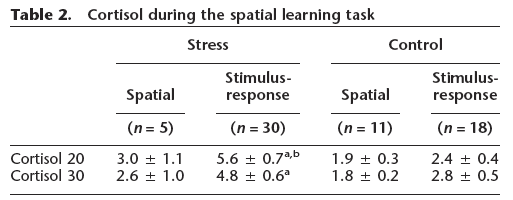 Table 2. Cortisol during the spatial learning task
Stress Control
Spatial Stimulus-response Spatial Stimulus-response
(n = 5) (n = 30) (n = 11) (n = 18)
Cortisol 20 3.0 ± 1.1 5.6 ± 0.7a,b 1.9 ± 0.3 2.4 ± 0.4
Cortisol 30 2.6 ± 1.0 4.8 ± 0.6a 1.8 ± 0.2 2.8 ± 0.5